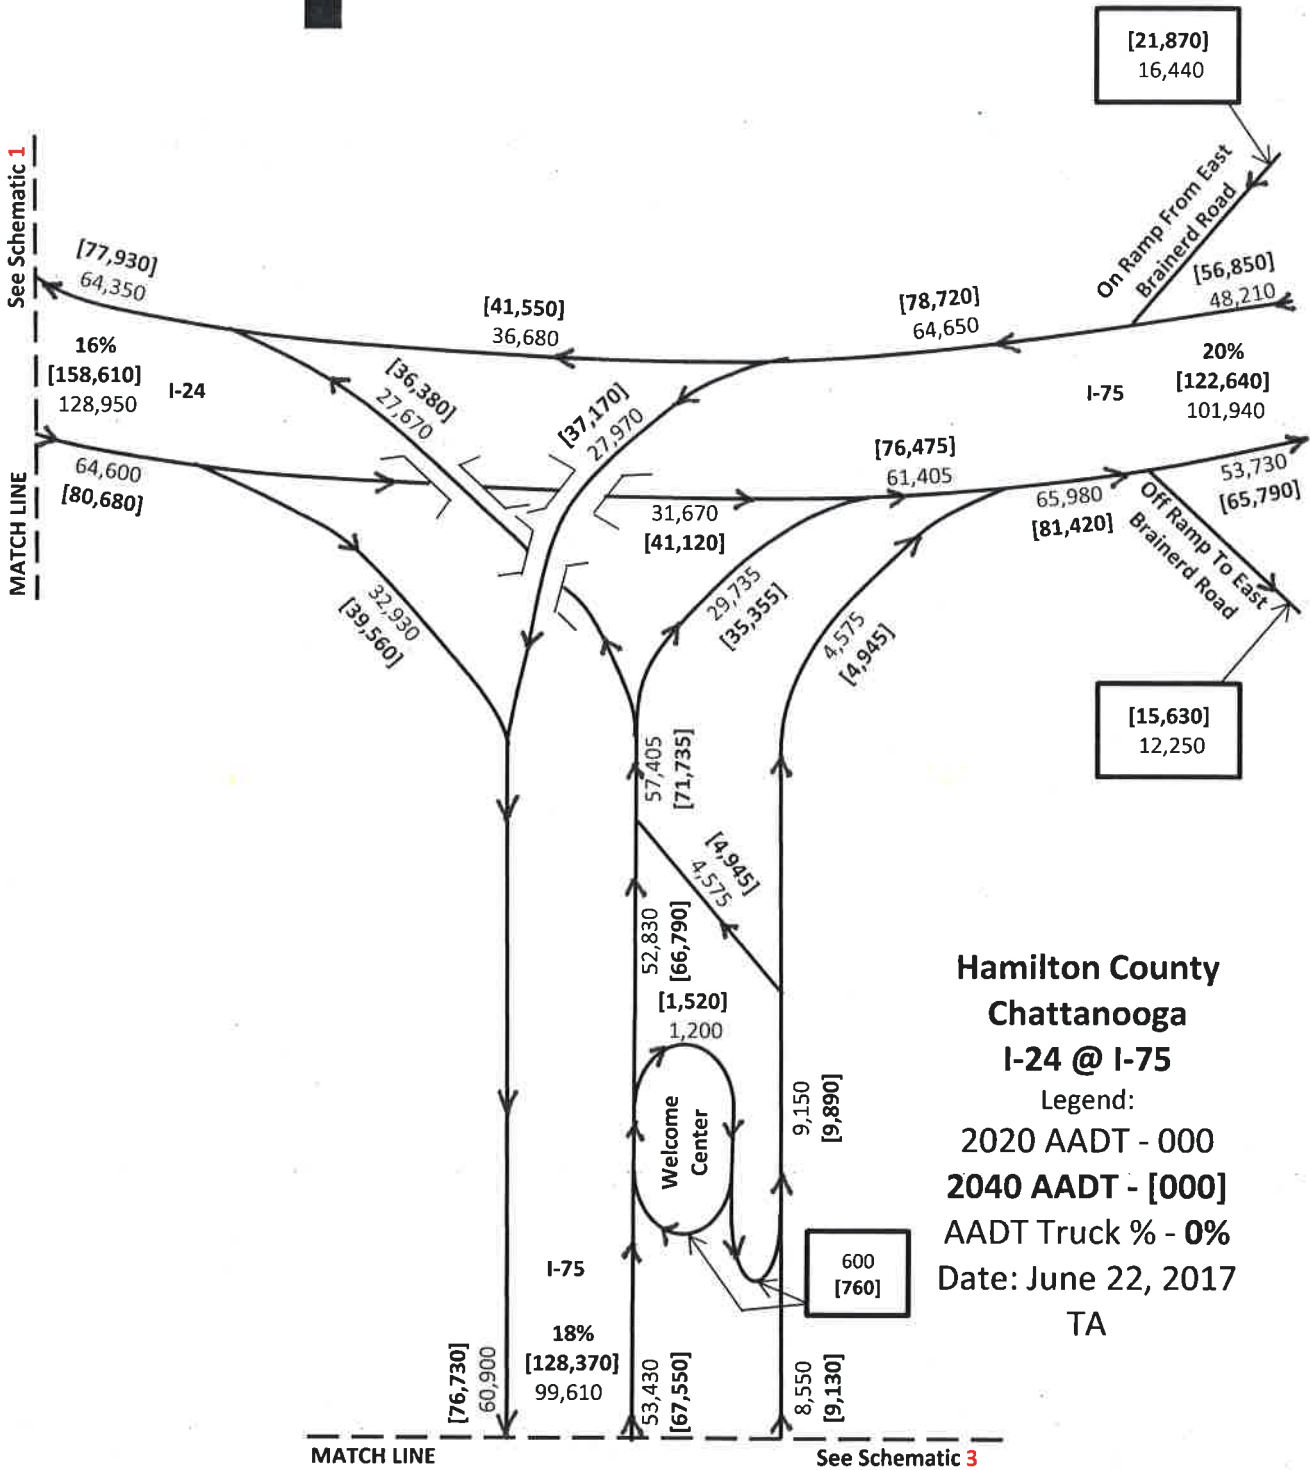 [21,870]
16,440
On Ramp From East
Brainerd Road
[56,850]
48,210
See Schematic 1
[77,930]
64,350
[41,550]
36,680
[78,720]
64,650
16%
[158,610]
128,950
I-24
[36,380]
27,670
[37,170]
27,970
20%
[122,640]
101,940
I-75
MATCH LINE
64,600
[80,680]
[76,475]
61,405
31,670
[41,120]
65,980
[81,420]
53,730
[65,790]
Off Ramp To East
Brainerd Road
32,930
[39,560]
29,735
[35,355]
4,575
[4,945]
[15,630]
12,250
57,405
[71,735]
[4,945]
4,575
52,830
[66,790]
[1,520]
1,200
Welcome
Center
9,150
[9,890]
600
[760]
Hamilton County
Chattanooga
I-24 @ I-75
Legend:
2020 AADT - 000
2040 AADT - [000]
AADT Truck % - 0%
Date: June 22, 2017
TA
I-75
18%
[128,370]
99,610
[76,730]
60,900
53,430
[67,550]
8,550
[9,130]
MATCH LINE
See Schematic 3